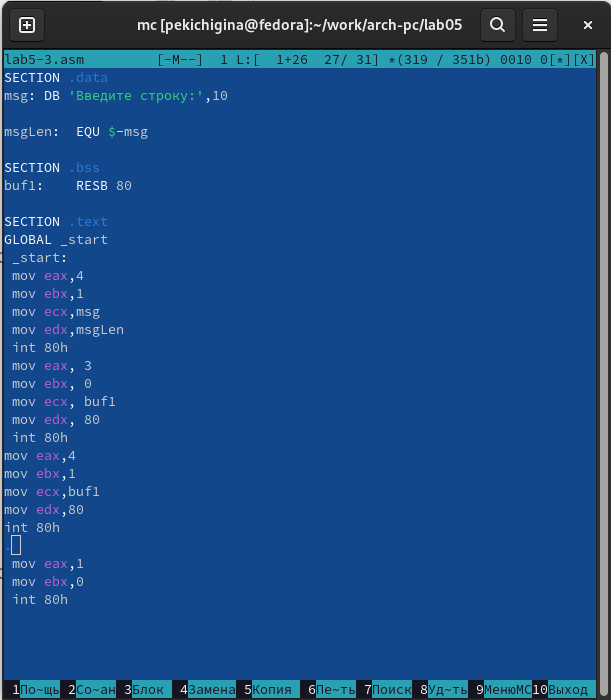 mc [pekichigina@fedora]:~/work/arch-pc/lab05
lab5-3.asm [-M--] 1 L:[ 1+26 27/ 31] *(319 / 351b) 0010 0[*][X]
SECTION .data
msg: DB 'Введите строку:',10
msgLen: EQU $-msg
SECTION .bss
buf1: RESB 80
SECTION .text
GLOBAL _start
_start:
mov eax,4
mov ebx,1
mov ecx,msg
mov edx,msgLen
int 80h
mov eax, 3
mov ebx, 0
mov ecx, buf1
mov edx, 80
int 80h
mov eax,4
mov ebx,1
mov ecx,buf1
mov edx,80
int 80h
.
mov eax,1
mov ebx,0
int 80h
1По~щь 2Со~ан 3Блок 4Замена 5Копия 6Пе~ть 7Поиск 8Уд~ть 9МенюMC 10Выход